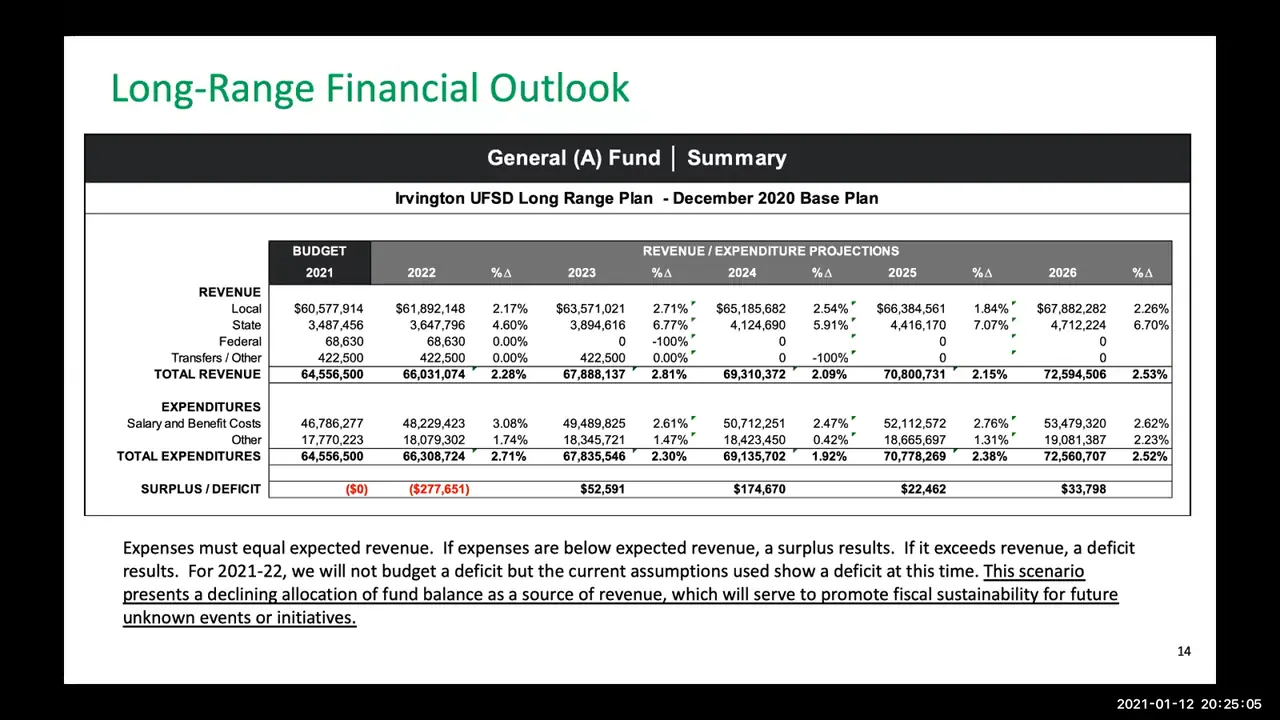 Long-Range Financial Outlook
General (A) Fund | Summary
Irvington UFSD Long Range Plan - December 2020 Base Plan
BUDGET REVENUE / EXPENDITURE PROJECTIONS
2021 2022 %Δ 2023 %Δ 2024 %Δ 2025 %Δ 2026 %Δ
REVENUE
Local $60,577,914 $61,892,148 2.17% $63,571,021 2.71% $65,185,682 2.54% $66,384,561 1.84% $67,882,282 2.26%
State 3,487,456 3,647,796 4.60% 3,894,616 6.77% 4,124,690 5.91% 4,416,170 7.07% 4,712,224 6.70%
Federal 68,630 68,630 0.00% 0 -100% 0 0 0
Transfers / Other 422,500 422,500 0.00% 422,500 0.00% 0 -100% 0 0
TOTAL REVENUE 64,556,500 66,031,074 2.28% 67,888,137 2.81% 69,310,372 2.09% 70,800,731 2.15% 72,594,506 2.53%
EXPENDITURES
Salary and Benefit Costs 46,786,277 48,229,423 3.08% 49,489,825 2.61% 50,712,251 2.47% 52,112,572 2.76% 53,479,320 2.62%
Other 17,770,223 18,079,302 1.74% 18,345,721 1.47% 18,423,450 0.42% 18,665,697 1.31% 19,081,387 2.23%
TOTAL EXPENDITURES 64,556,500 66,308,724 2.71% 67,835,546 2.30% 69,135,702 1.92% 70,778,269 2.38% 72,560,707 2.52%
SURPLUS / DEFICIT ($0) ($277,651) $52,591 $174,670 $22,462 $33,798
Expenses must equal expected revenue. If expenses are below expected revenue, a surplus results. If it exceeds revenue, a deficit
results. For 2021-22, we will not budget a deficit but the current assumptions used show a deficit at this time. This scenario
presents a declining allocation of fund balance as a source of revenue, which will serve to promote fiscal sustainability for future
unknown events or initiatives.
14
2021-01-12 20:25:05